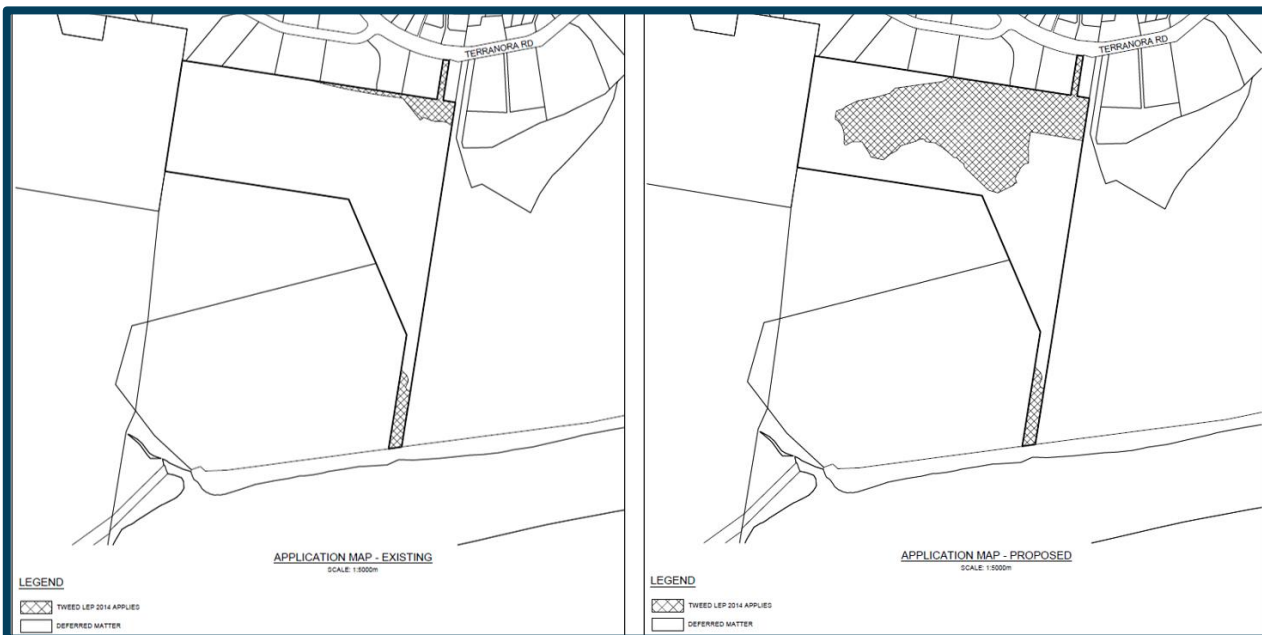 TERRANORA RD
APPLICATION MAP - EXISTING
SCALE: 1:5000m
LEGEND
TWEED LEP 2014 APPLIES
DEFERRED MATTER
TERRANORA RD
APPLICATION MAP - PROPOSED
SCALE: 1:5000m
LEGEND
TWEED LEP 2014 APPLIES
DEFERRED MATTER